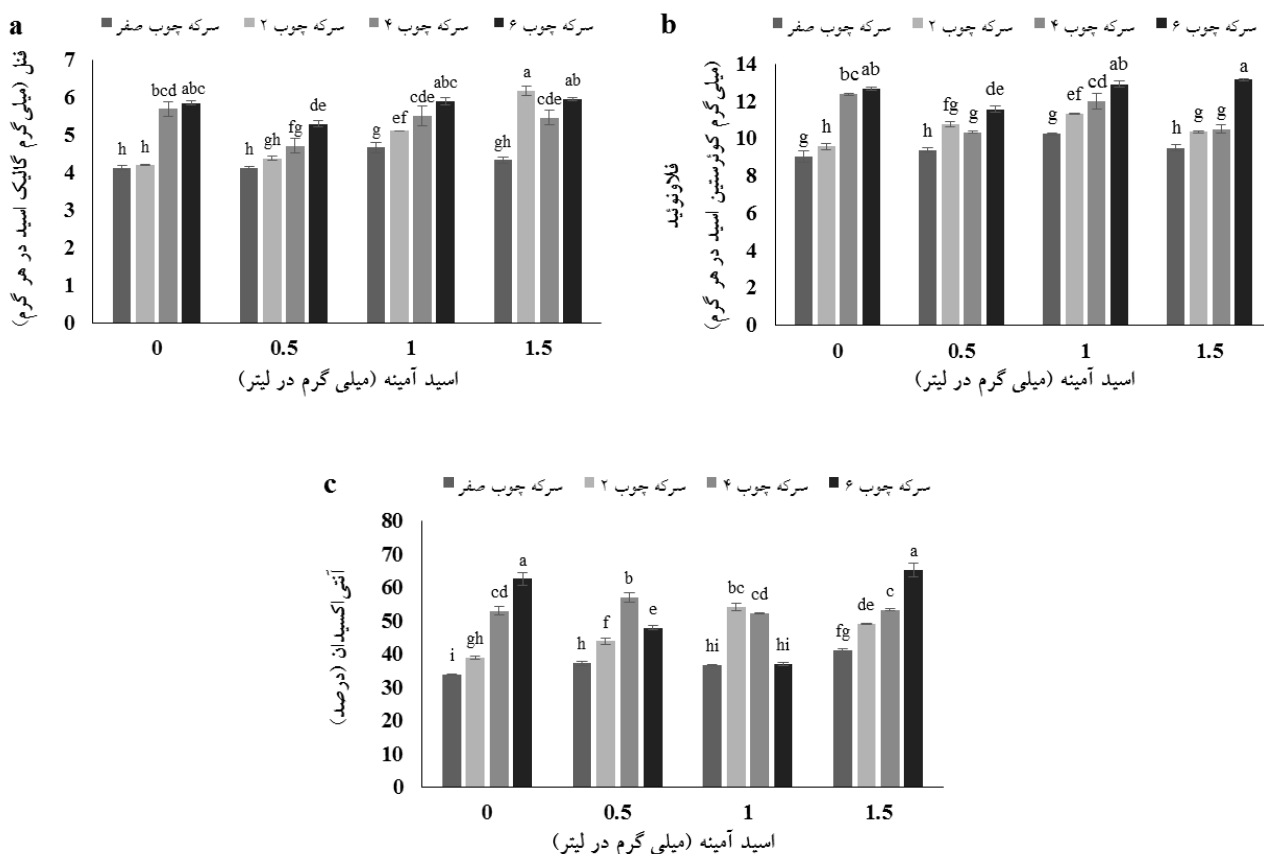 a
سرکه چوب صفر سرکه چوب ۲ سرکه چوب ۴ سرکه چوب ۶
فنل (میلی گرم گالیک اسید در هر گرم)
7
6
5
4
3
2
1
0
h h bcd abc
h gh fg de
g ef cde abc
gh a cde ab
0 0.5 1 1.5
اسید آمینه (میلی گرم در لیتر)
b
سرکه چوب صفر سرکه چوب ۲ سرکه چوب ۴ سرکه چوب ۶
فلاونوئید
(میلی گرم کوئرستین اسید در هر گرم)
14
12
10
8
6
4
2
0
g h bc ab
h fg g de
g ef cd ab
h g g a
0 0.5 1 1.5
اسید آمینه (میلی گرم در لیتر)
c
سرکه چوب صفر سرکه چوب ۲ سرکه چوب ۴ سرکه چوب ۶
آنتی‌اکسیدان (درصد)
80
70
60
50
40
30
20
10
0
i gh cd a
h f b e
hi bc cd hi
fg de c a
0 0.5 1 1.5
اسید آمینه (میلی گرم در لیتر)